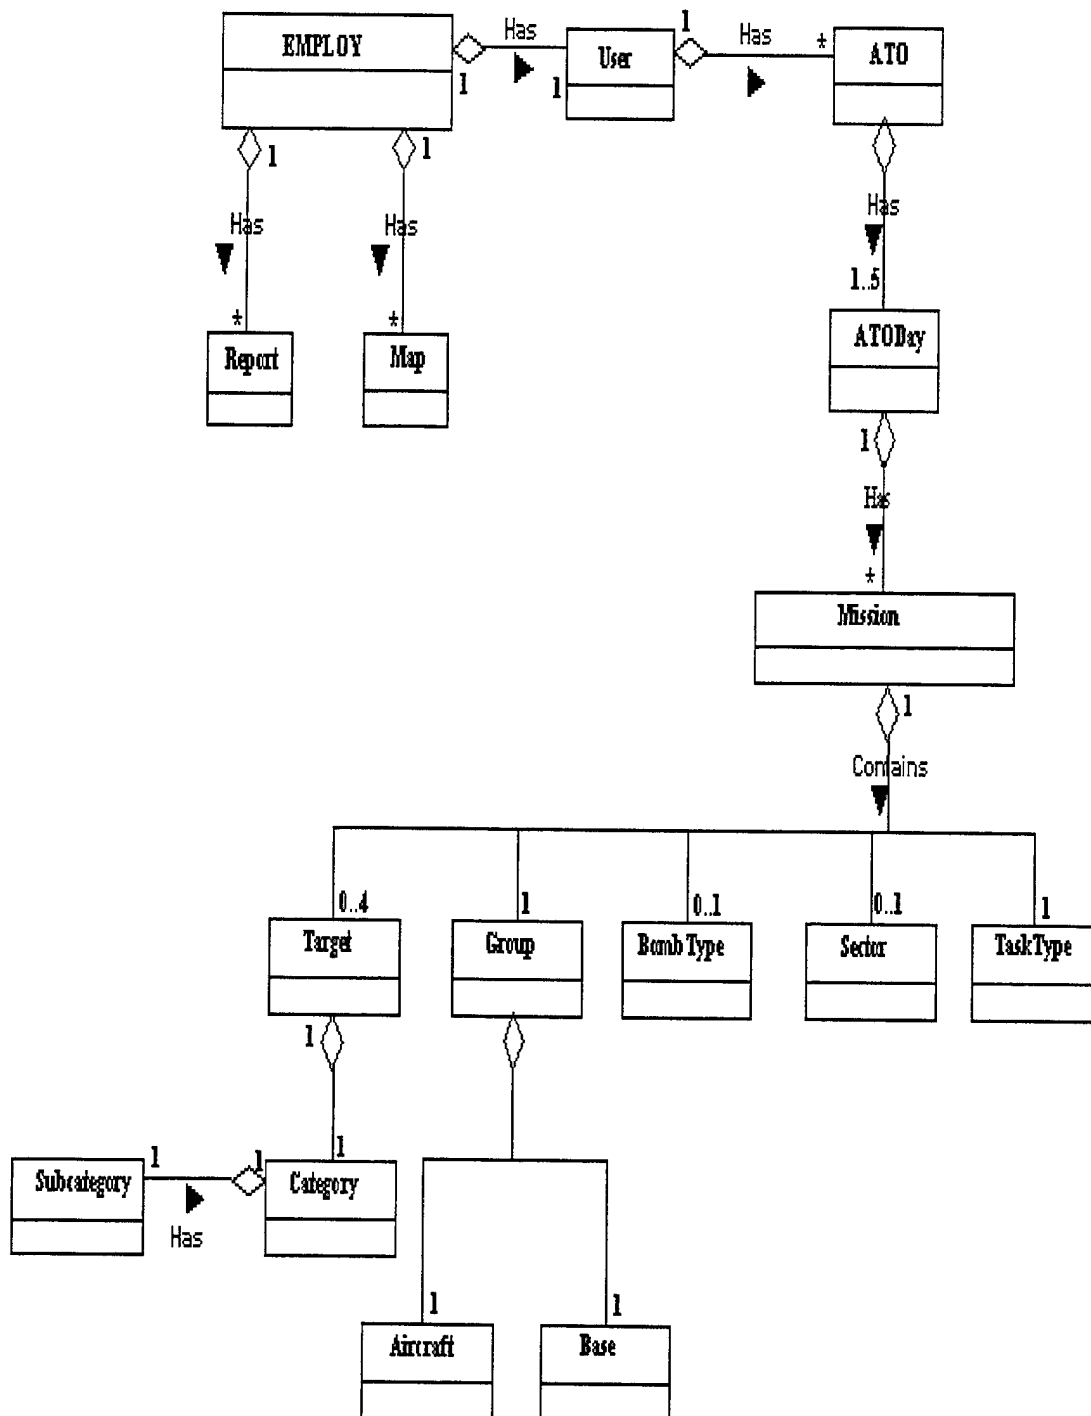 EMPLOY
Has
1
1
User
1
Has
*
ATO
1
1
Has
Has
Has
1..5
*
*
Report
Map
ATODay
1
Has
*
Mission
1
Contains
0..4
1
0..1
0..1
1
Target
Group
Bomb Type
Sector
TaskType
1
1
1
1
Subcategory
Category
Has
1
1
Aircraft
Base